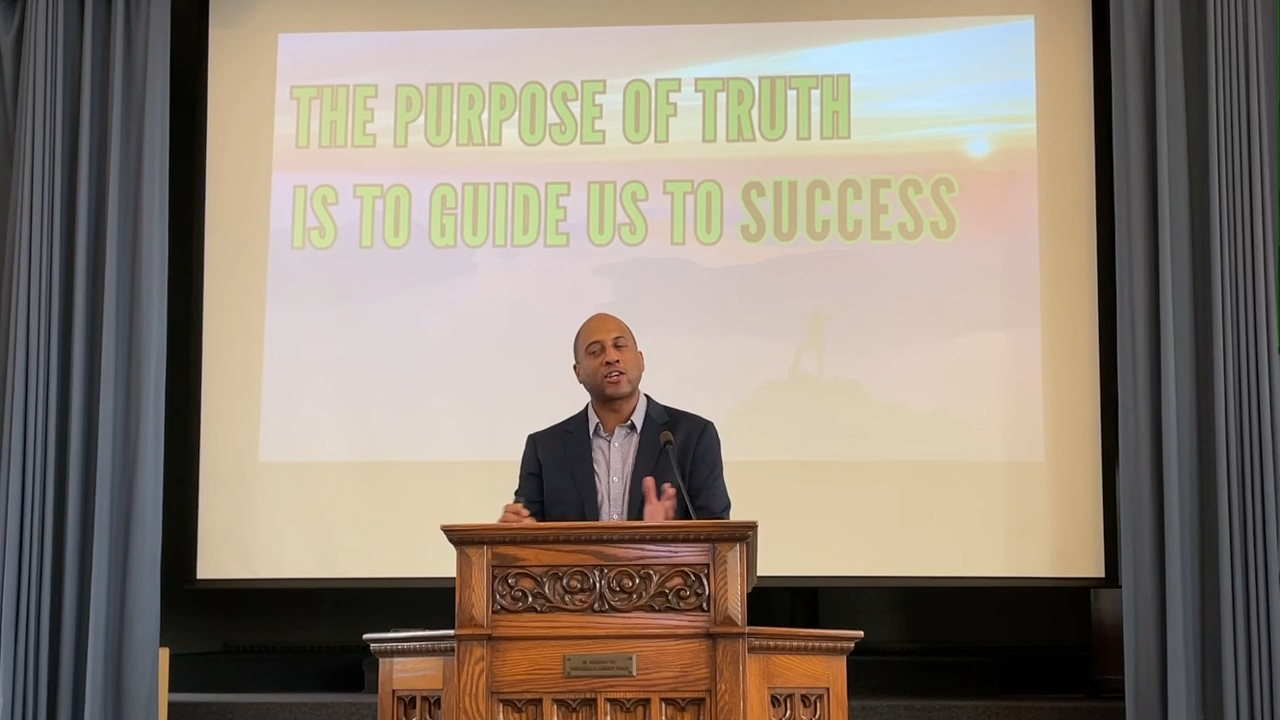 THE PURPOSE OF TRUTH
IS TO GUIDE US TO SUCCESS